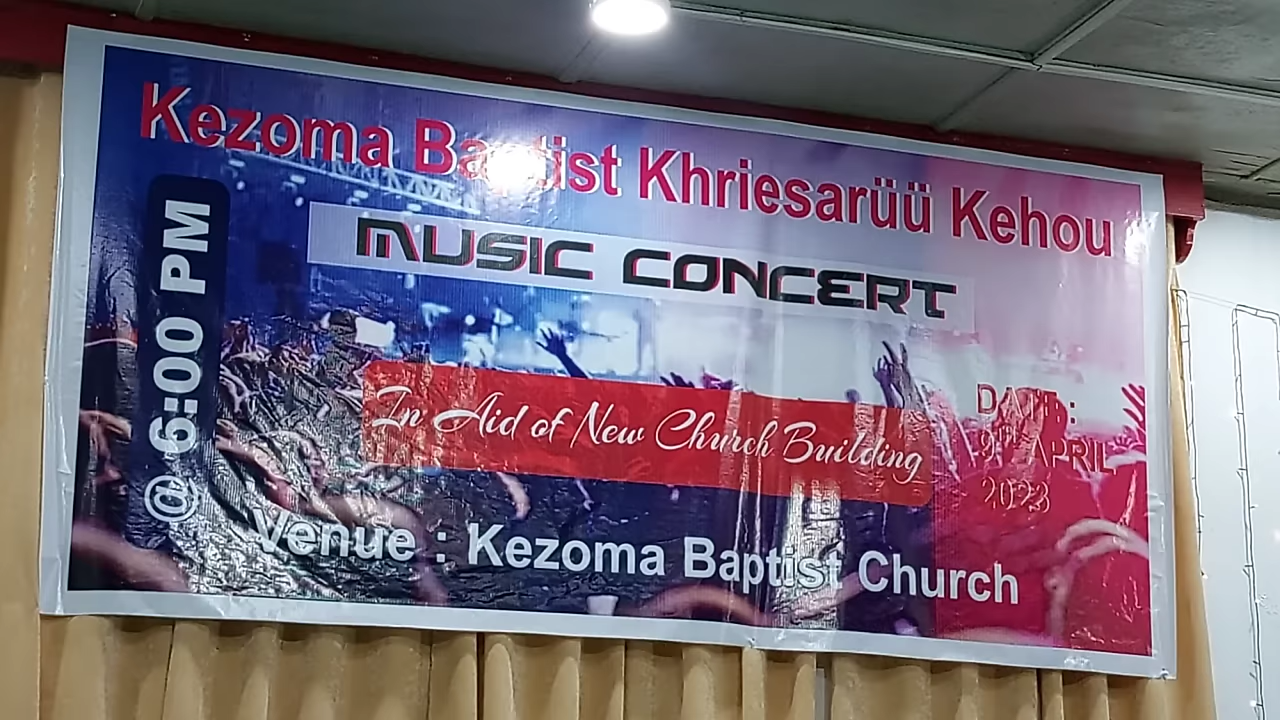 Kezoma Baptist Khriesarüü Kehou
MUSIC CONCERT
@ 6:00 PM
In Aid of New Church Building
DATE :
APRIL
2023
Venue : Kezoma Baptist Church